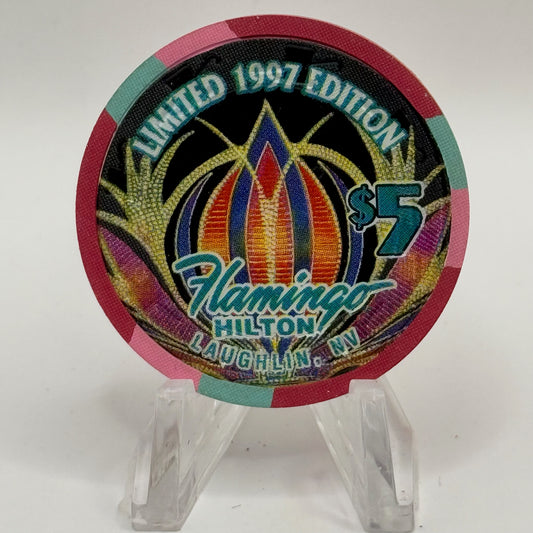 LIMITED 1997 EDITION
$5
Flamingo
HILTON
LAUGHLIN, NV